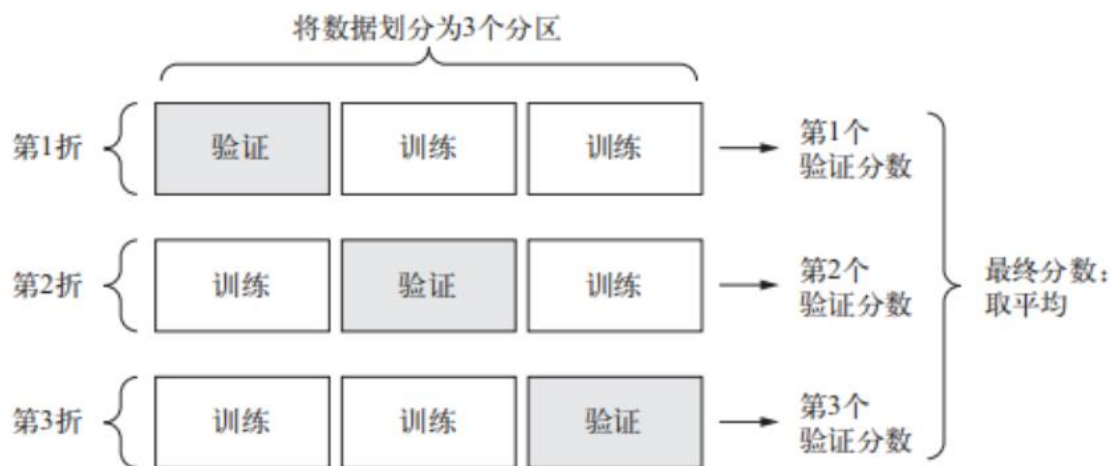 将数据划分为3个分区
第1折
验证
训练
训练
第1个
验证分数
第2折
训练
验证
训练
第2个
验证分数
最终分数：
取平均
第3折
训练
训练
验证
第3个
验证分数